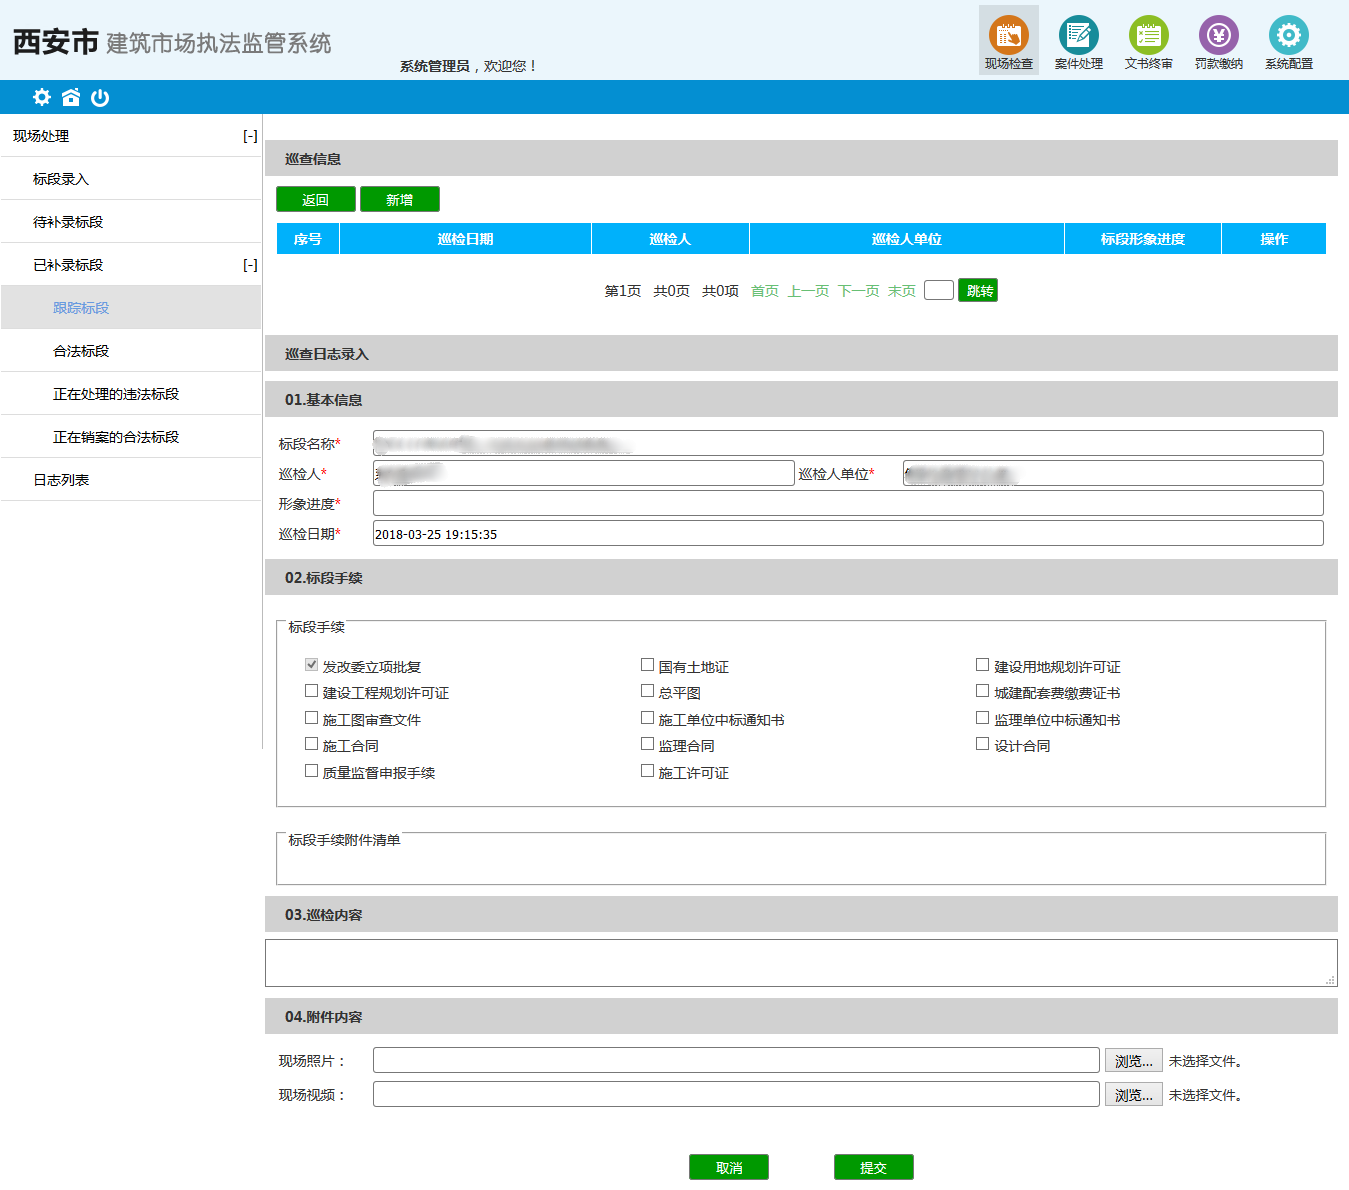 西安市 建筑市场执法监管系统
系统管理员，欢迎您！
现场检查 案件处理 文书终审 罚款缴纳 系统配置
现场处理 [-]
标段录入
待补录标段
已补录标段 [-]
跟踪标段
合法标段
正在处理的违法标段
正在销案的合法标段
日志列表
巡查信息
返回 新增
序号 巡检日期 巡检人 巡检人单位 标段形象进度 操作
第1页 共0页 共0项 首页 上一页 下一页 末页 跳转
巡查日志录入
01.基本信息
标段名称*
巡检人* 巡检人单位*
形象进度*
巡检日期* 2018-03-25 19:15:35
02.标段手续
标段手续
发改委立项批复 国有土地证 建设用地规划许可证
建设工程规划许可证 总平图 城建配套费缴费证书
施工图审查文件 施工单位中标通知书 监理单位中标通知书
施工合同 监理合同 设计合同
质量监督申报手续 施工许可证
标段手续附件清单
03.巡检内容
04.附件内容
现场照片： 浏览... 未选择文件。
现场视频： 浏览... 未选择文件。
取消 提交